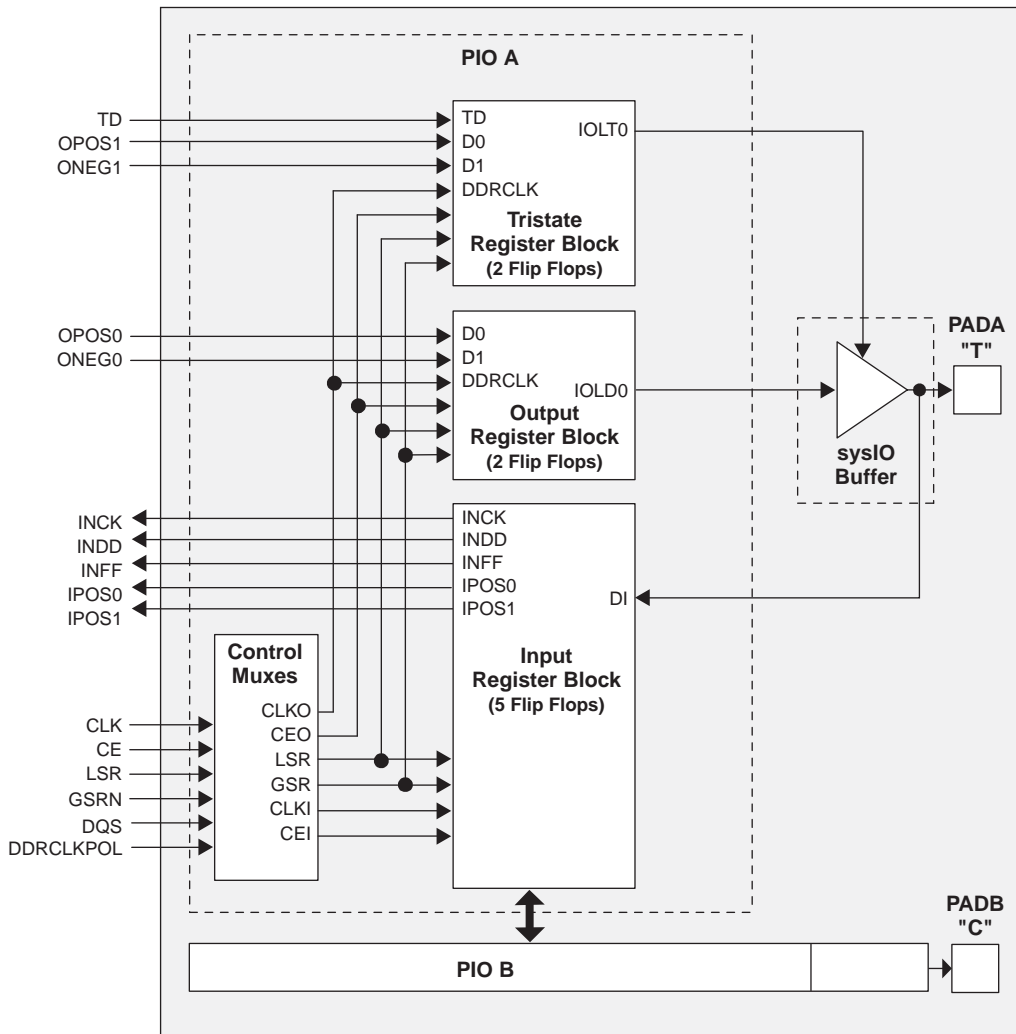 PIO A
TD
OPOS1
ONEG1
TD
D0
D1
DDRCLK
IOLT0
Tristate
Register Block
(2 Flip Flops)
OPOS0
ONEG0
D0
D1
DDRCLK
IOLD0
Output
Register Block
(2 Flip Flops)
sysIO
Buffer
PADA
"T"
INCK
INDD
INFF
IPOS0
IPOS1
INCK
INDD
INFF
IPOS0
IPOS1
DI
Input
Register Block
(5 Flip Flops)
Control
Muxes
CLKO
CEO
LSR
GSR
CLKI
CEI
CLK
CE
LSR
GSRN
DQS
DDRCLKPOL
PIO B
PADB
"C"